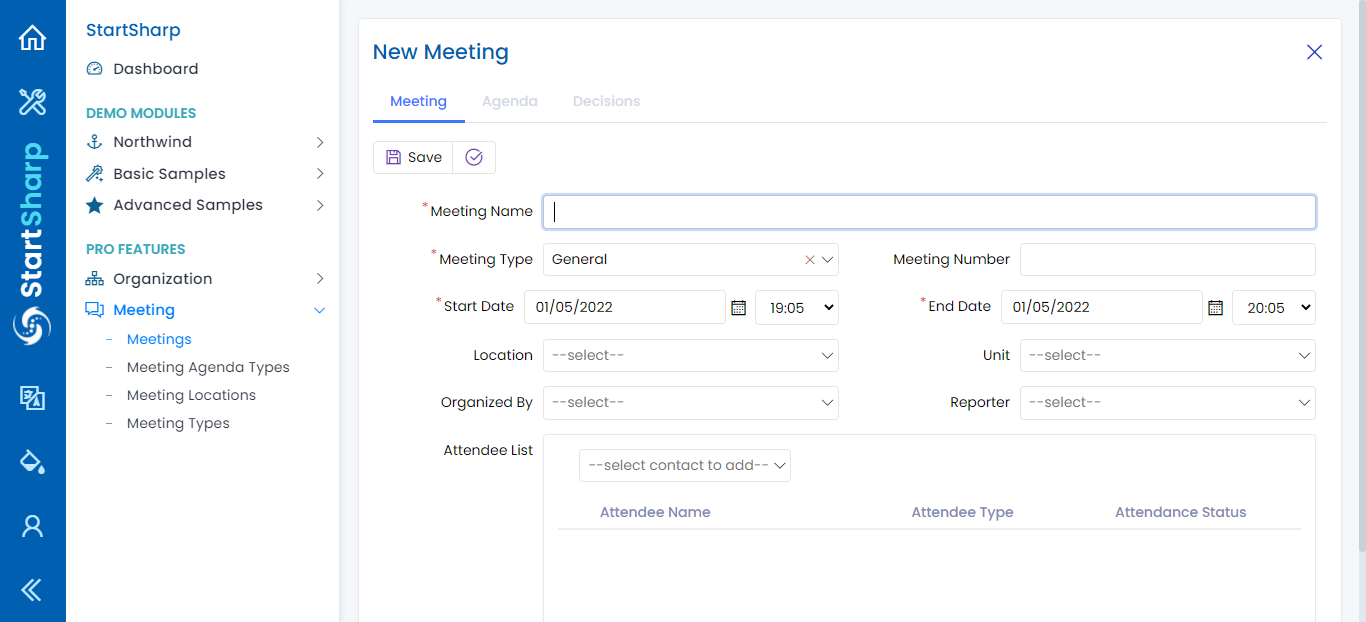 StartSharp
StartSharp
Dashboard
DEMO MODULES
Northwind
Basic Samples
Advanced Samples
PRO FEATURES
Organization
Meeting
Meetings
Meeting Agenda Types
Meeting Locations
Meeting Types
New Meeting
Meeting Agenda Decisions
Save
*Meeting Name
*Meeting Type General Meeting Number
*Start Date 01/05/2022 19:05 *End Date 01/05/2022 20:05
Location --select-- Unit --select--
Organized By --select-- Reporter --select--
Attendee List
--select contact to add--
Attendee Name Attendee Type Attendance Status